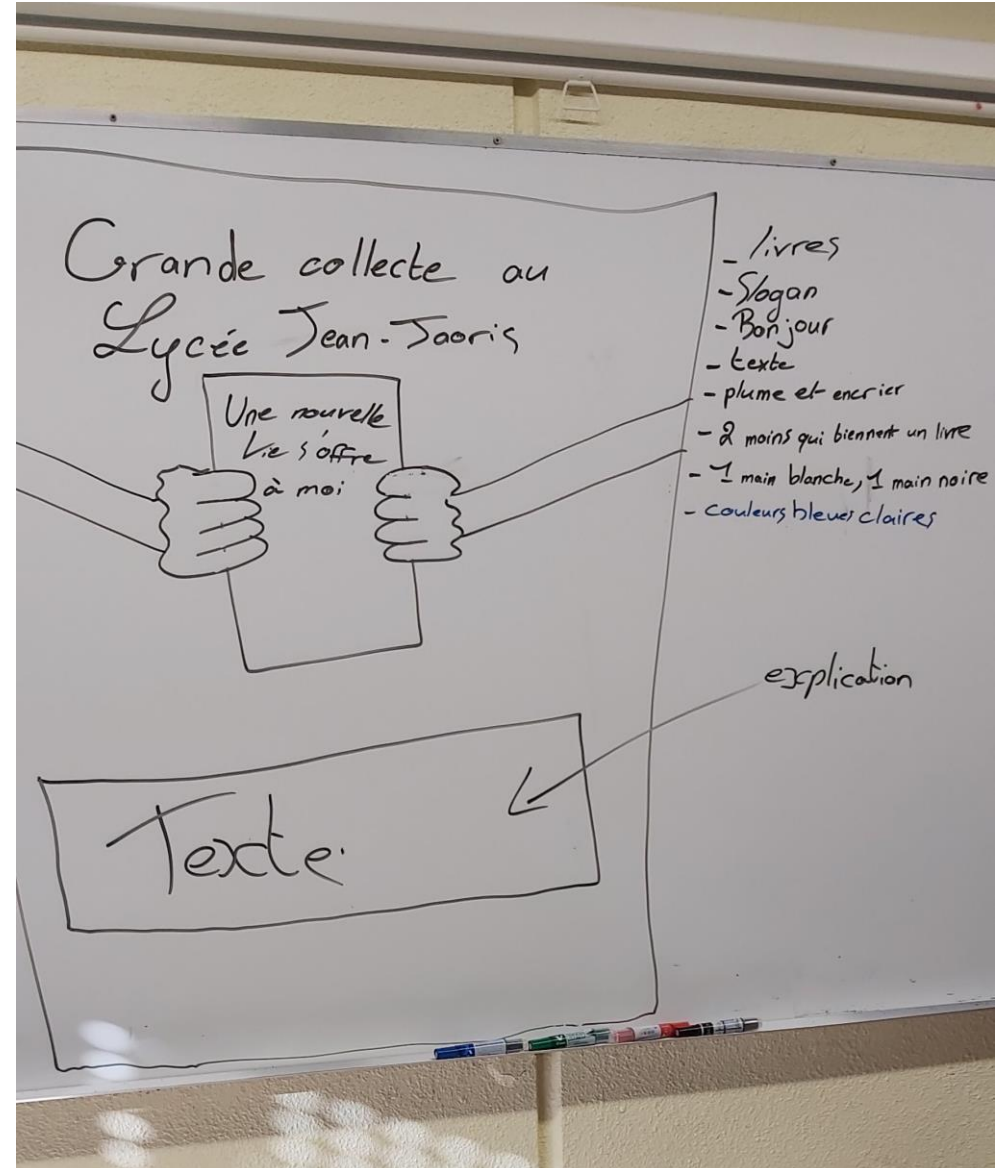 Grande collecte au
Lycée Jean-Jaoris
Une nouvelle
Vie s'offre
à moi
Texte.
- livres
- Slogan
- Bonjour
- texte
- plume et encrier
- 2 mains qui tiennent un livre
- 1 main blanche, 1 main noire
- couleurs bleues claires
explication